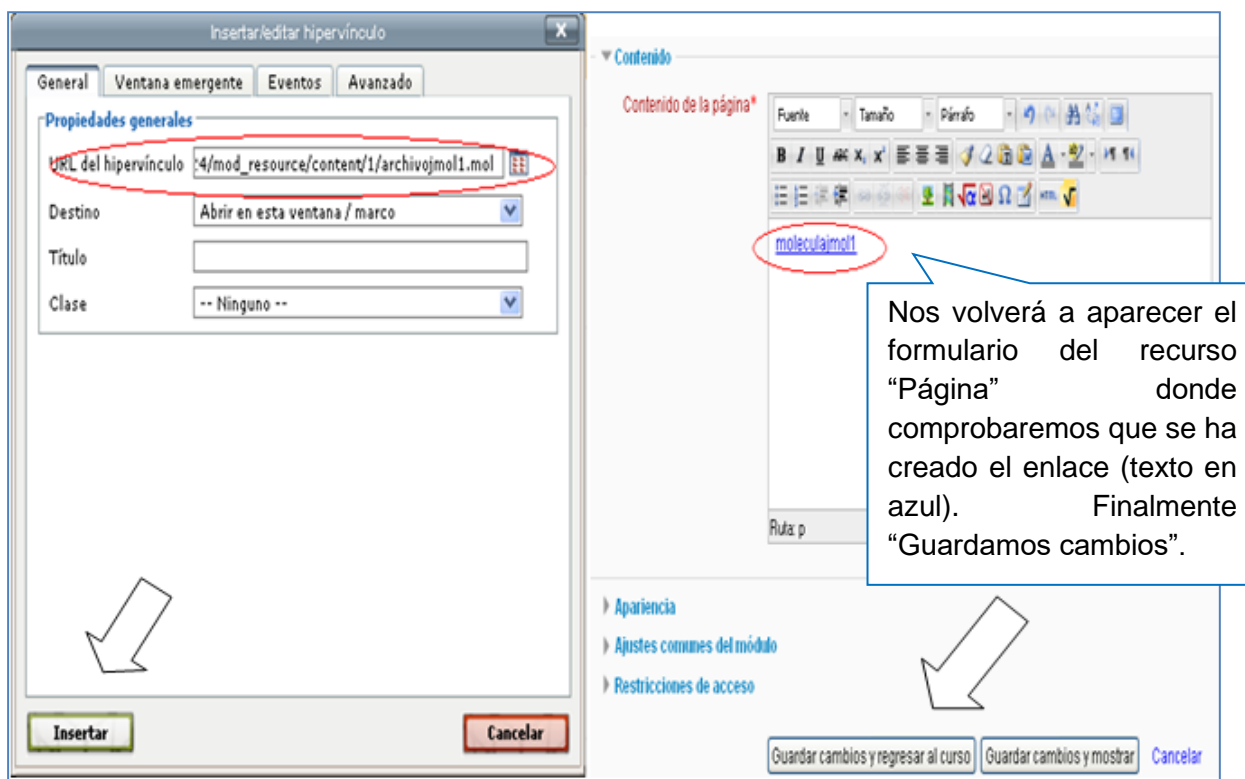 Insertar/editar hipervínculo
X
General Ventana emergente Eventos Avanzado
Propiedades generales
URL del hipervínculo :4/mod_resource/content/1/archivojmol1.mol
Destino Abrir en esta ventana / marco
Título
Clase -- Ninguno --
Insertar Cancelar
Contenido
Contenido de la página*
Fuente Tamaño Párrafo
B I U ABC X, x²
HTML
moleculajmol1
Ruta: p
Nos volverá a aparecer el
formulario del recurso
“Página” donde
comprobaremos que se ha
creado el enlace (texto en
azul). Finalmente
“Guardamos cambios”.
Apariencia
Ajustes comunes del módulo
Restricciones de acceso
Guardar cambios y regresar al curso Guardar cambios y mostrar Cancelar